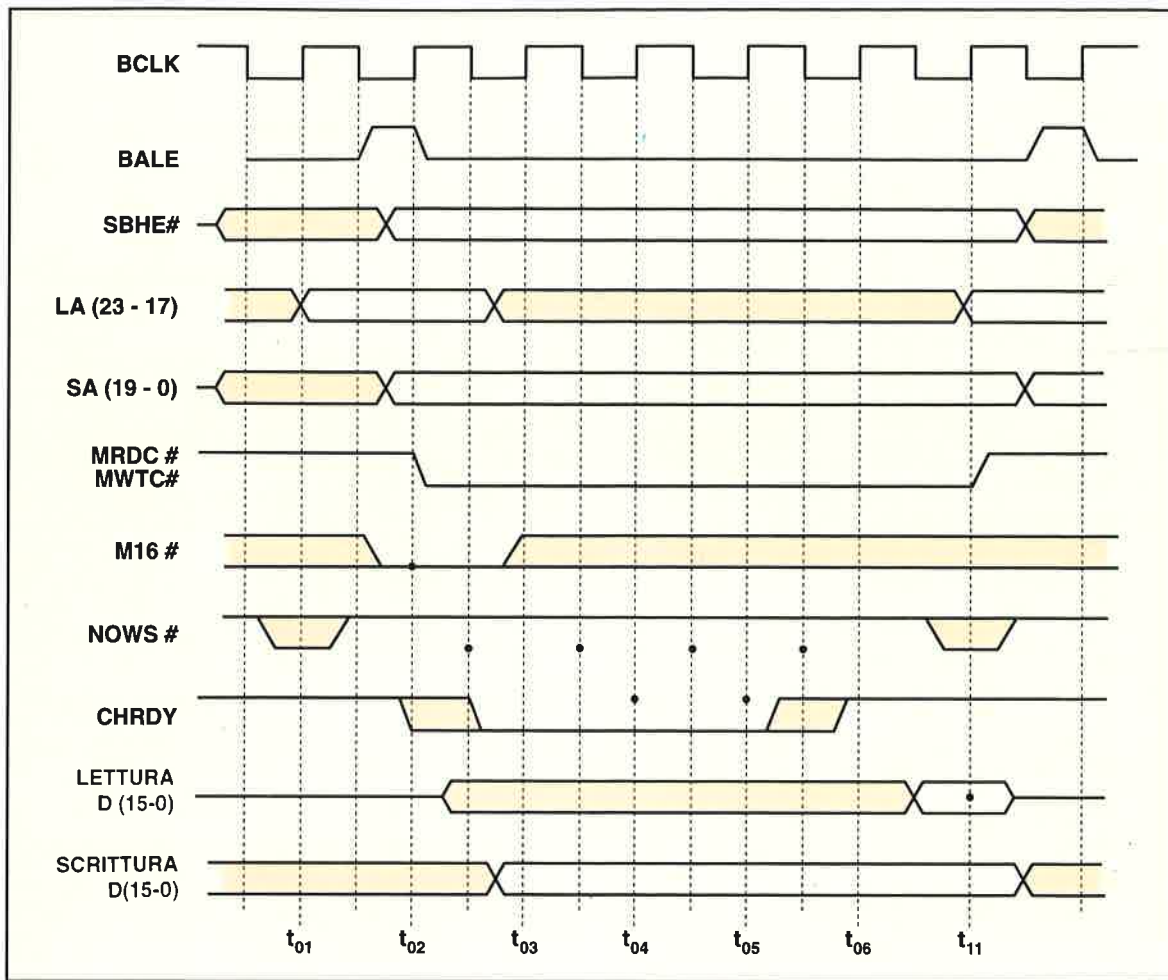 BCLK
BALE
SBHE#
LA (23 - 17)
SA (19 - 0)
MRDC #
MWTC#
M16 #
NOWS #
CHRDY
LETTURA
D (15-0)
SCRITTURA
D(15-0)
t01 t02 t03 t04 t05 t06 t11